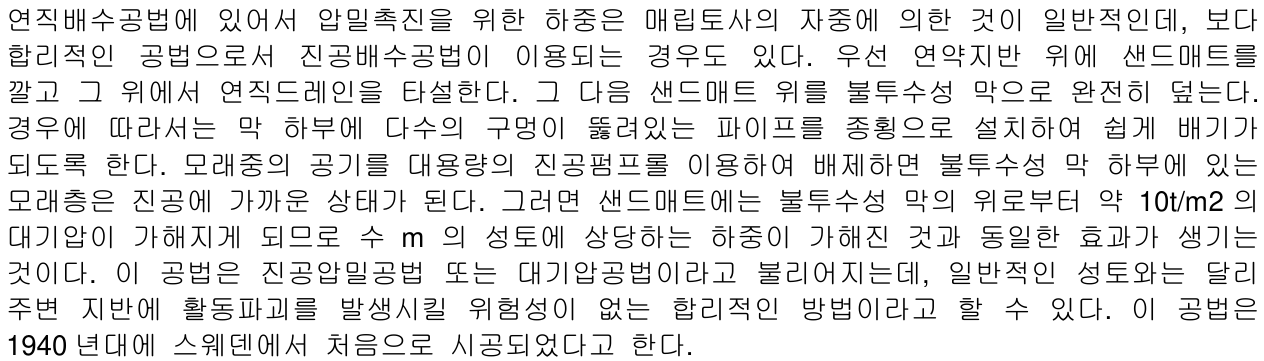 연직배수공법에 있어서 압밀촉진을 위한 하중은 매립토사의 자중에 의한 것이 일반적인데, 보다
합리적인 공법으로서 진공배수공법이 이용되는 경우도 있다. 우선 연약지반 위에 샌드매트를
깔고 그 위에서 연직드레인을 타설한다. 그 다음 샌드매트 위를 불투수성 막으로 완전히 덮는다.
경우에 따라서는 막 하부에 다수의 구멍이 뚫려있는 파이프를 종횡으로 설치하여 쉽게 배기가
되도록 한다. 모래중의 공기를 대용량의 진공펌프롤 이용하여 배제하면 불투수성 막 하부에 있는
모래층은 진공에 가까운 상태가 된다. 그러면 샌드매트에는 불투수성 막의 위로부터 약 10t/m2 의
대기압이 가해지게 되므로 수 m 의 성토에 상당하는 하중이 가해진 것과 동일한 효과가 생기는
것이다. 이 공법은 진공압밀공법 또는 대기압공법이라고 불리어지는데, 일반적인 성토와는 달리
주변 지반에 활동파괴를 발생시킬 위험성이 없는 합리적인 방법이라고 할 수 있다. 이 공법은
1940 년대에 스웨덴에서 처음으로 시공되었다고 한다.